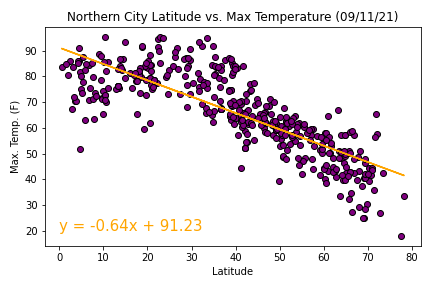 Northern City Latitude vs. Max Temperature (09/11/21)
Max. Temp. (F)
90
80
70
60
50
40
30
20
y = -0.64x + 91.23
0 10 20 30 40 50 60 70 80
Latitude